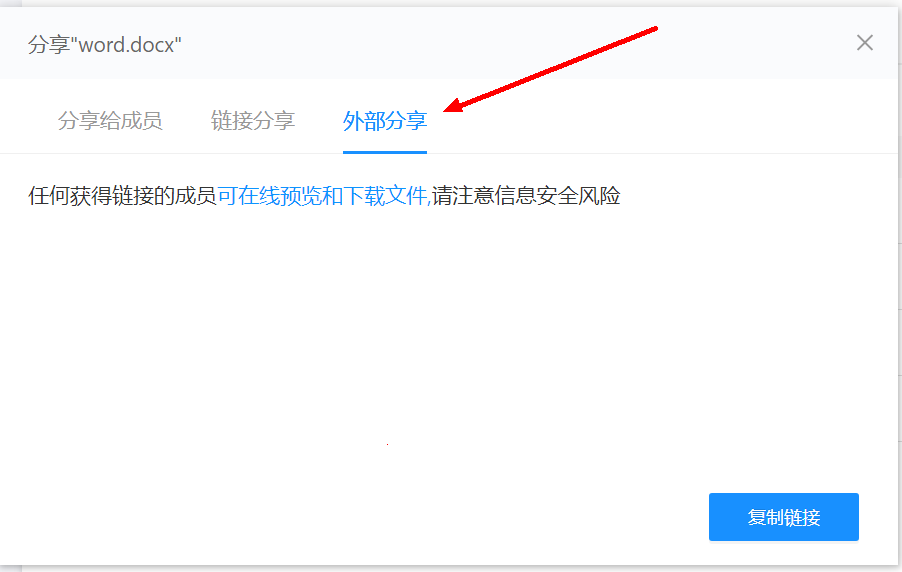 分享"word.docx"
分享给成员 链接分享 外部分享
任何获得链接的成员可在线预览和下载文件,请注意信息安全风险
复制链接